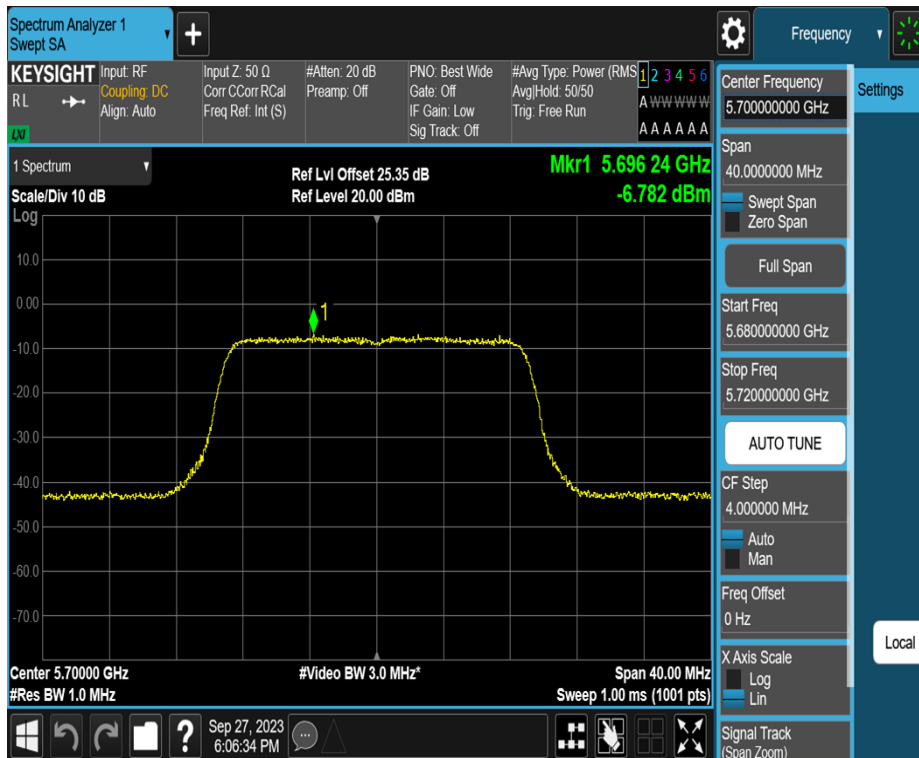 Spectrum Analyzer 1
Swept SA
+
Frequency
KEYSIGHT
R L
LXI
Input: RF
Coupling: DC
Align: Auto
Input Z: 50 Ω
Corr CCorr RCal
Freq Ref: Int (S)
#Atten: 20 dB
Preamp: Off
PNO: Best Wide
Gate: Off
IF Gain: Low
Sig Track: Off
#Avg Type: Power (RMS
Avg|Hold: 50/50
Trig: Free Run
1 2 3 4 5 6
A W W W W W
A A A A A A
1 Spectrum
Scale/Div 10 dB
Ref Lvl Offset 25.35 dB
Ref Level 20.00 dBm
Mkr1 5.696 24 GHz
-6.782 dBm
Log
10.0
0.00
-10.0
-20.0
-30.0
-40.0
-50.0
-60.0
-70.0
1
Center 5.70000 GHz
#Res BW 1.0 MHz
#Video BW 3.0 MHz*
Span 40.00 MHz
Sweep 1.00 ms (1001 pts)
Center Frequency
5.700000000 GHz
Span
40.0000000 MHz
Swept Span
Zero Span
Full Span
Start Freq
5.680000000 GHz
Stop Freq
5.720000000 GHz
AUTO TUNE
CF Step
4.000000 MHz
Auto
Man
Freq Offset
0 Hz
X Axis Scale
Log
Lin
Signal Track
(Span Zoom)
Settings
Local
?
Sep 27, 2023
6:06:34 PM